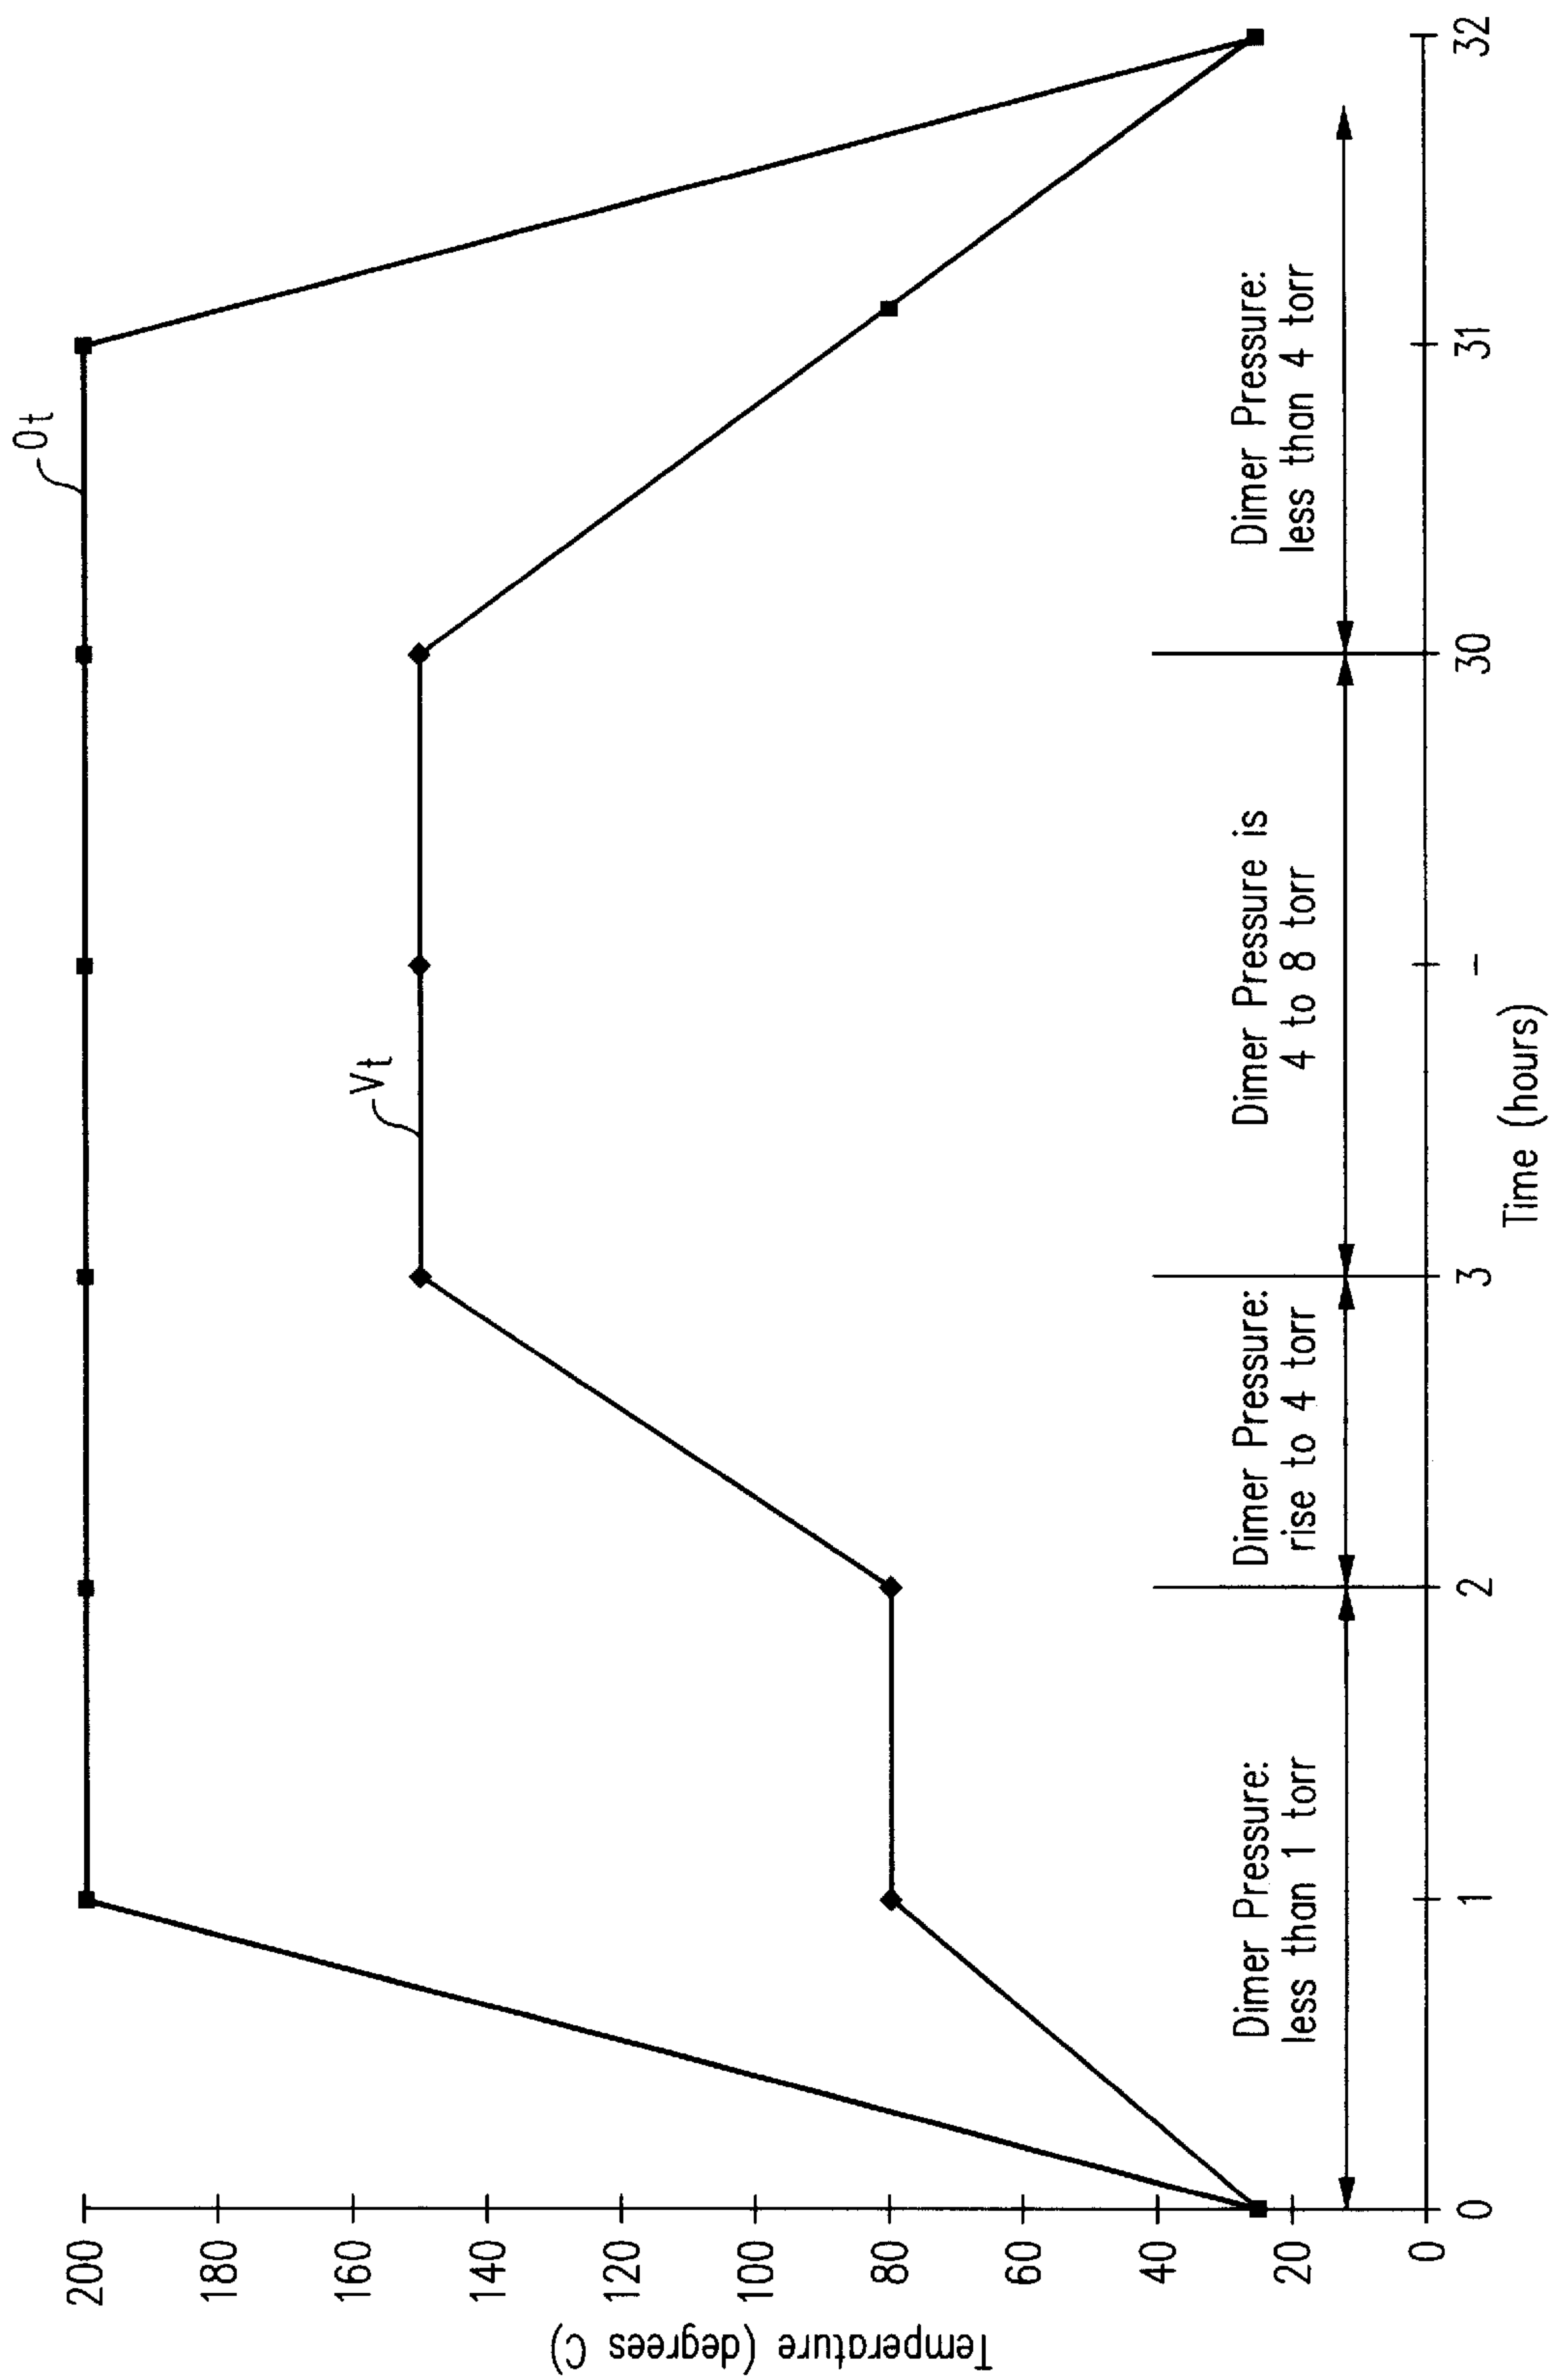 Temperature (degrees C)
200
180
160
140
120
100
80
60
40
20
0
Ot
Vt
Dimer Pressure:
less than 1 torr
Dimer Pressure:
rise to 4 torr
Dimer Pressure is
4 to 8 torr
Dimer Pressure:
less than 4 torr
0
1
2
3
–
30
31
32
Time (hours)